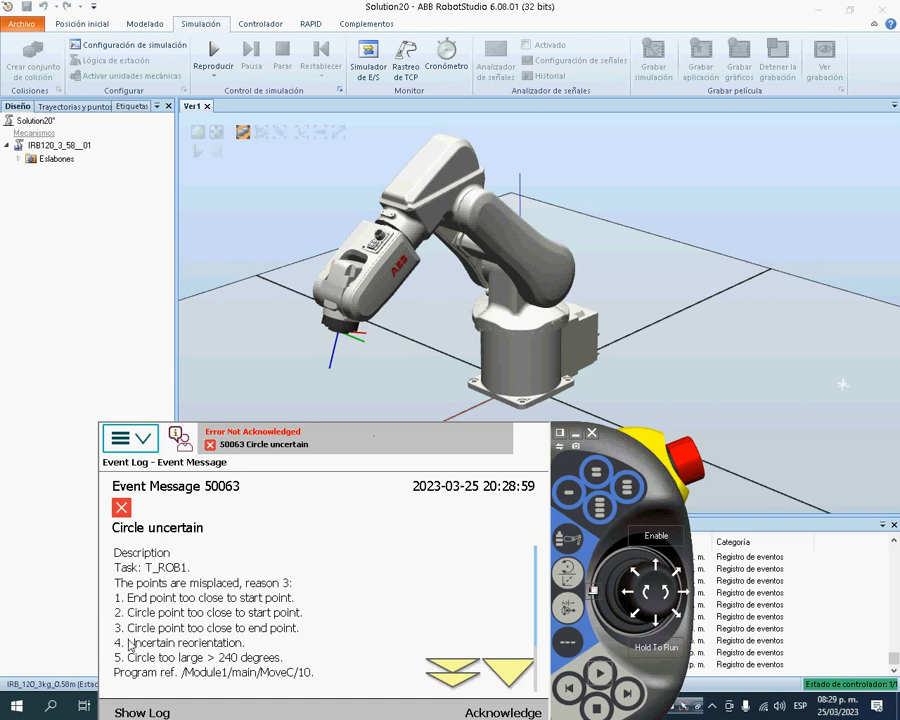 Solution20 - ABB RobotStudio 6.08.01 (32 bits)
Archivo Posición inicial Modelado Simulación Controlador RAPID Complementos
Crear conjunto de colisión
Colisiones
Configuración de simulación
Lógica de estación
Activar unidades mecánicas
Configurar
Reproducir Pausa Parar Restablecer
Control de simulación
Simulador de E/S
Rastreo de TCP
Cronómetro
Monitor
Analizador de señales
Activado
Configuración de señales
Historial
Analizador de señales
Grabar simulación
Grabar aplicación
Grabar gráficos
Detener la grabación
Ver grabación
Grabar película
Diseño Trayectorias y puntos Etiquetas
Ver1
Solution20*
Mecanismos
IRB120_3_58__01
Eslabones
ABB
Error Not Acknowledged
50063 Circle uncertain
Event Log - Event Message
Event Message 50063 2023-03-25 20:28:59
Circle uncertain
Description
Task: T_ROB1.
The points are misplaced, reason 3:
1. End point too close to start point.
2. Circle point too close to start point.
3. Circle point too close to end point.
4. Uncertain reorientation.
5. Circle too large > 240 degrees.
Program ref. /Module1/main/MoveC/10.
Show Log Acknowledge
Enable
Hold To Run
Categoría
m. Registro de eventos
m. Registro de eventos
m. Registro de eventos
m. Registro de eventos
m. Registro de eventos
m. Registro de eventos
m. Registro de eventos
m. Registro de eventos
m. Registro de eventos
m. Registro de eventos
IRB_120_3kg_0.58m (Estac
Estado de controlador: 1/1
ESP
08:29 p. m.
25/03/2023